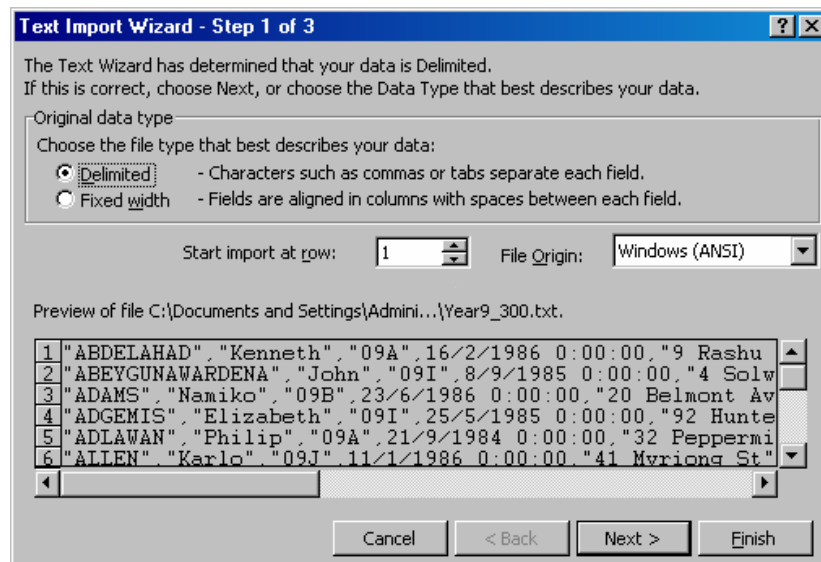 Text Import Wizard - Step 1 of 3
The Text Wizard has determined that your data is Delimited.
If this is correct, choose Next, or choose the Data Type that best describes your data.
Original data type
Choose the file type that best describes your data:
Delimited - Characters such as commas or tabs separate each field.
Fixed width - Fields are aligned in columns with spaces between each field.
Start import at row: 1 File Origin: Windows (ANSI)
Preview of file C:\Documents and Settings\Admini...\Year9_300.txt.
1 "ABDELAHAD","Kenneth","09A",16/2/1986 0:00:00,"9 Rashu
2 "ABEYGUNAWARDENA","John","09I",8/9/1985 0:00:00,"4 Solw
3 "ADAMS","Namiko","09B",23/6/1986 0:00:00,"20 Belmont Av
4 "ADGEMIS","Elizabeth","09I",25/5/1985 0:00:00,"92 Hunte
5 "ADLAWAN","Philip","09A",21/9/1984 0:00:00,"32 Peppermi
6 "ALLEN","Karlo","09J",11/1/1986 0:00:00,"41 Myriong St"
Cancel < Back Next > Finish